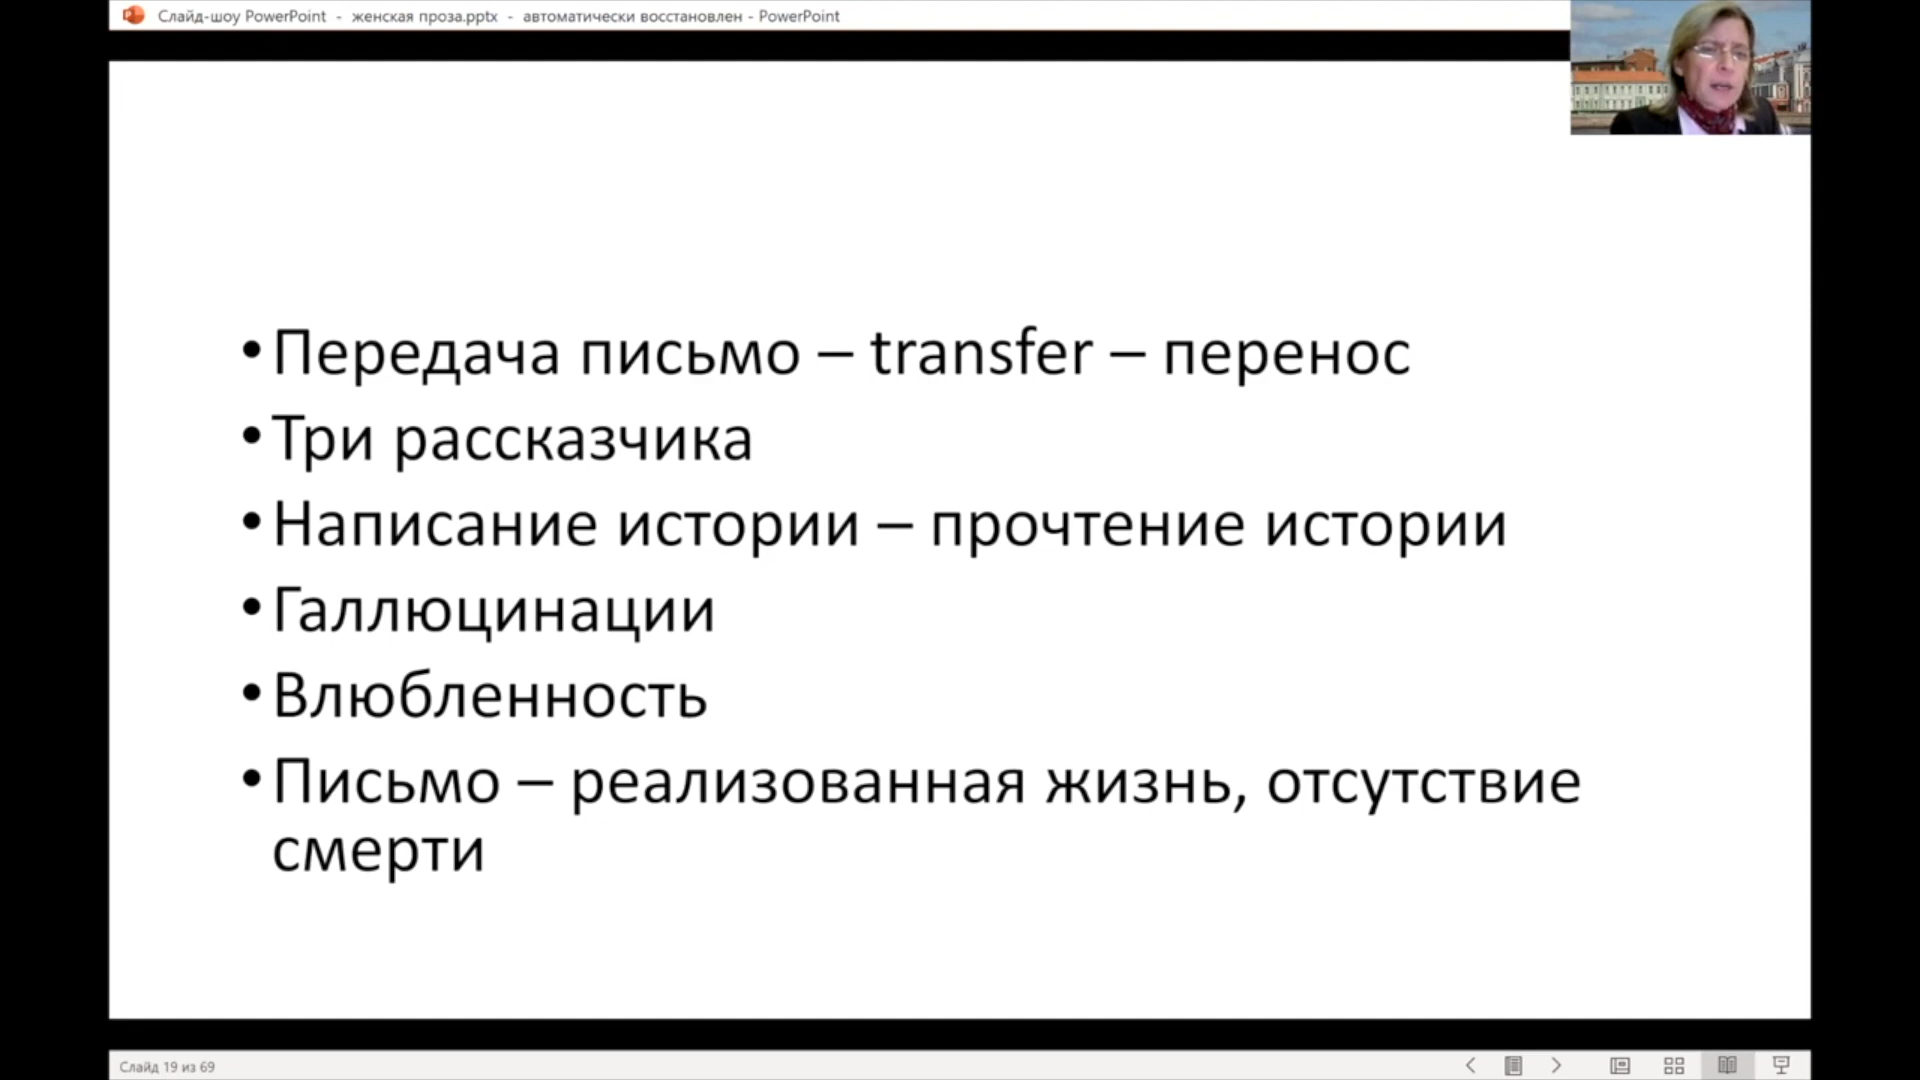 Слайд-шоу PowerPoint - женская проза.pptx - автоматически восстановлен - PowerPoint
• Передача письмо – transfer – перенос
• Три рассказчика
• Написание истории – прочтение истории
• Галлюцинации
• Влюбленность
• Письмо – реализованная жизнь, отсутствие
смерти
Слайд 19 из 69